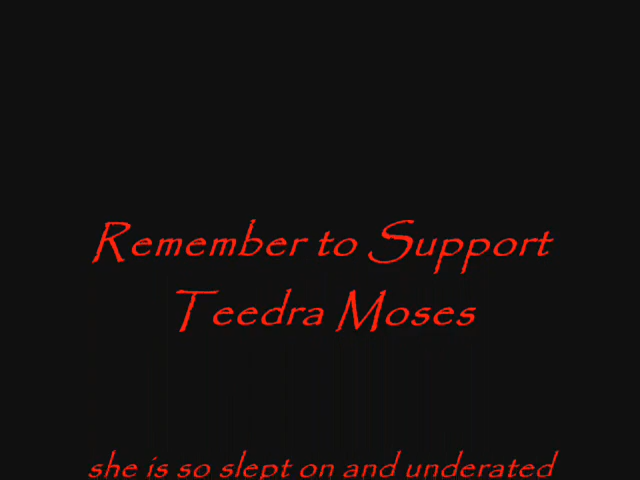 Remember to Support
Teedra Moses
she is so slept on and underated